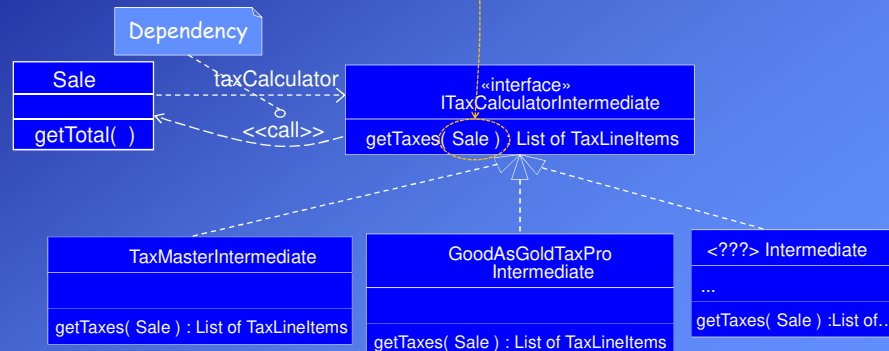 Dependency
Sale
getTotal( )
taxCalculator
<<call>>
«interface»
ITaxCalculatorIntermediate
getTaxes( Sale ) : List of TaxLineItems
TaxMasterIntermediate
getTaxes( Sale ) : List of TaxLineItems
GoodAsGoldTaxPro
Intermediate
getTaxes( Sale ) : List of TaxLineItems
<???> Intermediate
...
getTaxes( Sale ) :List of...